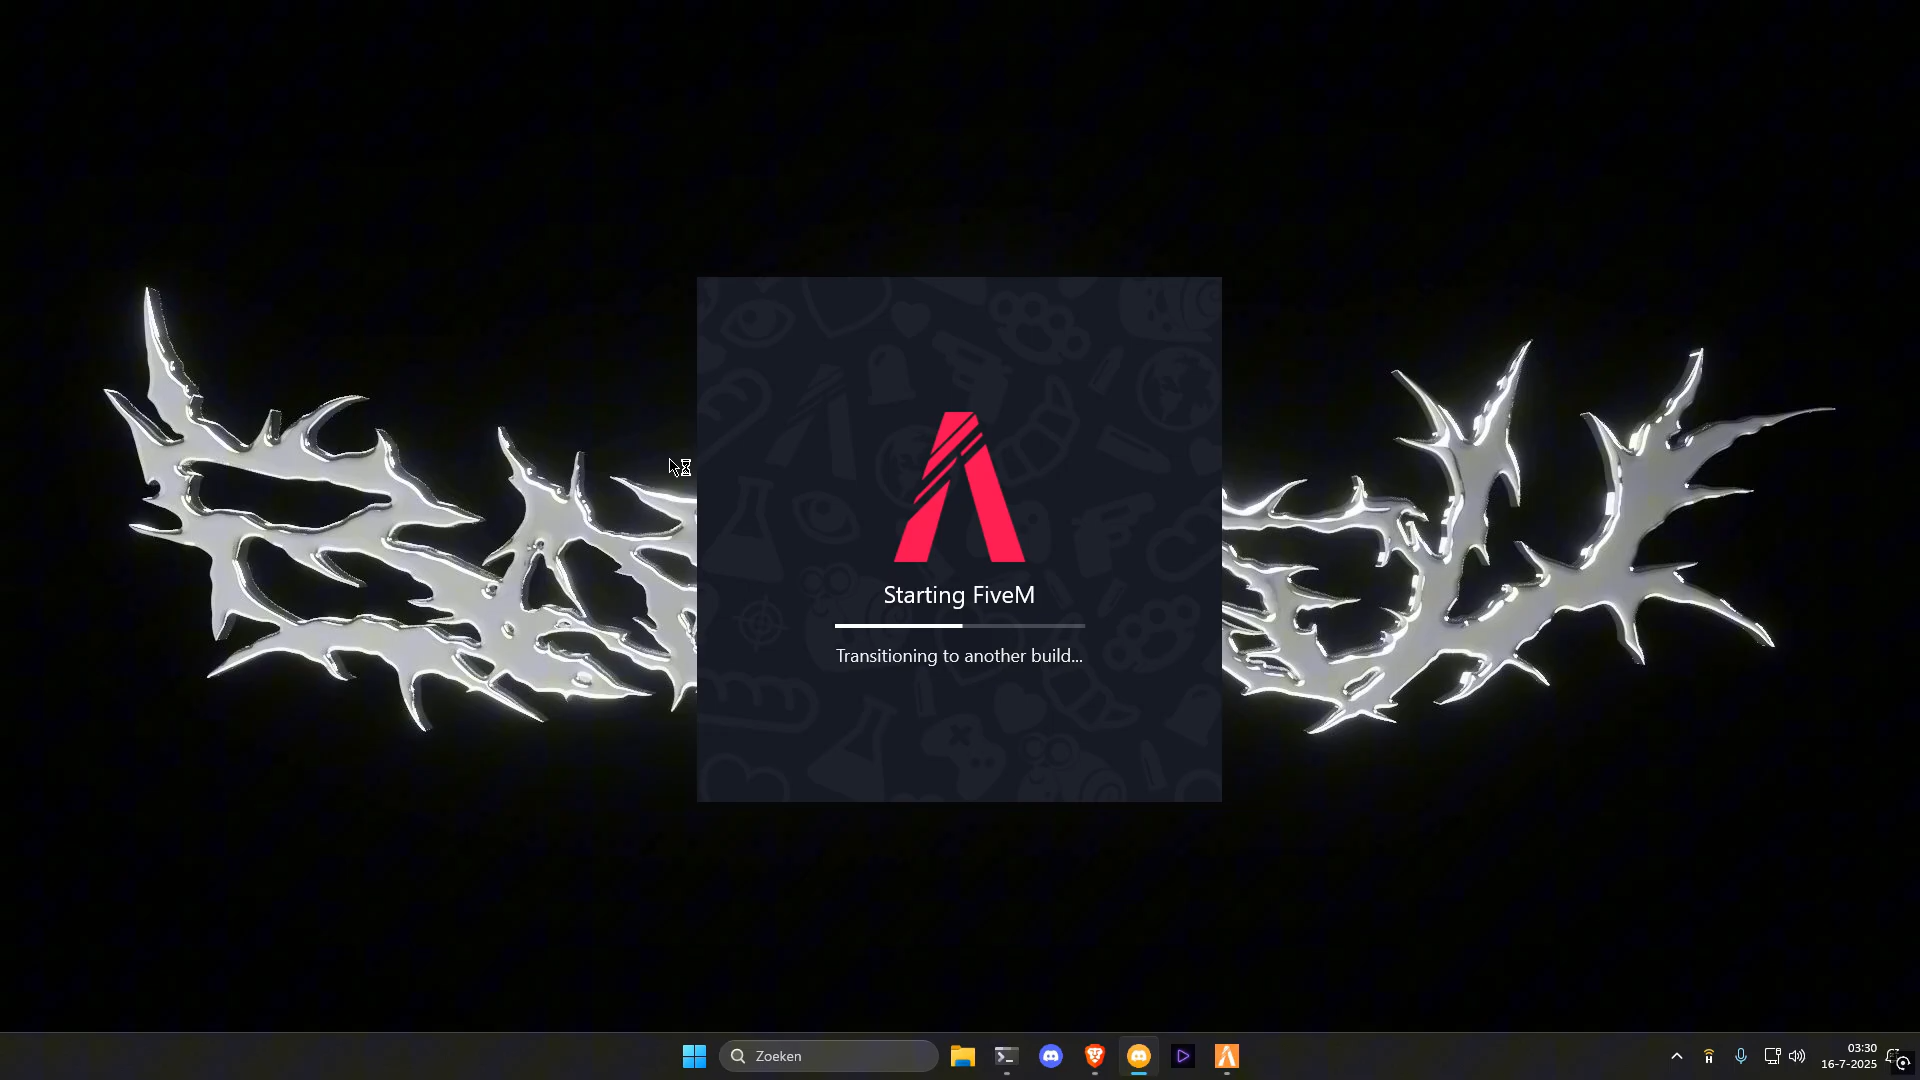 Starting FiveM
Transitioning to another build...
Zoeken
03:30
16-7-2025